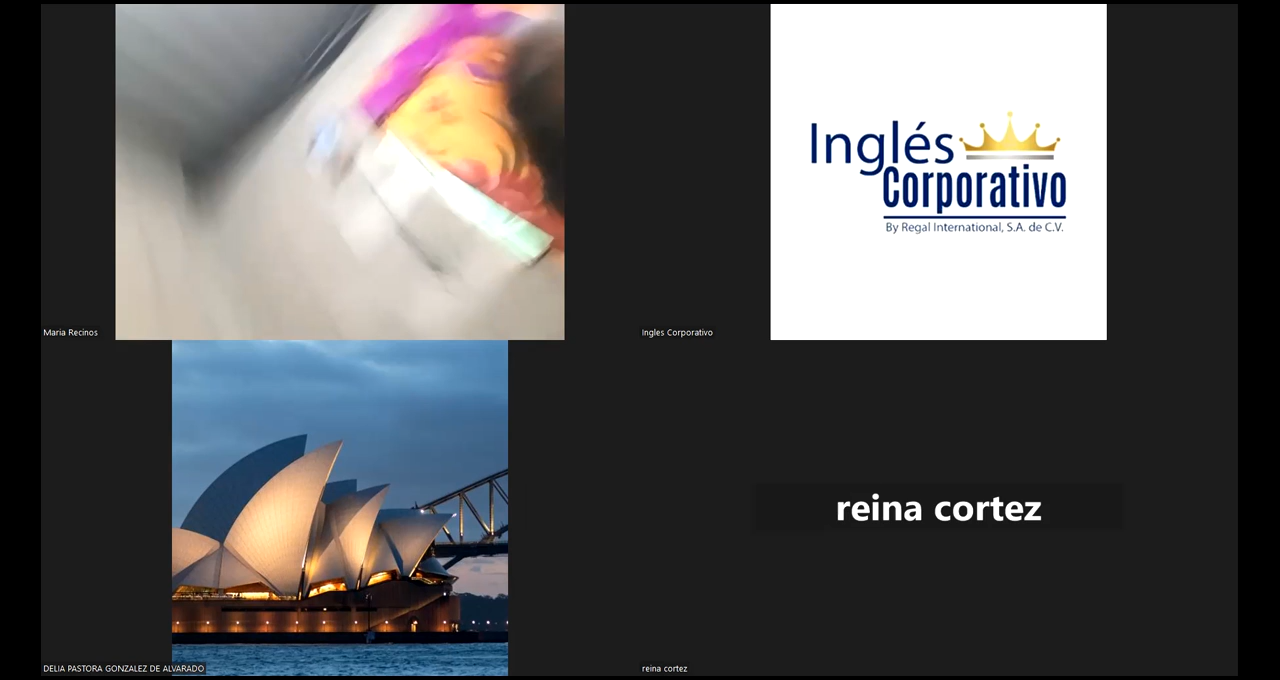 Inglés
Corporativo
By Regal International, S.A. de C.V.
Maria Recinos
Ingles Corporativo
reina cortez
DELIA PASTORA GONZALEZ DE ALVARADO
reina cortez